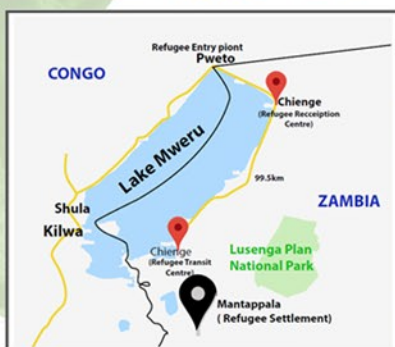 Refugee Entry piont
Pweto
CONGO
Chienge
(Refugee Recceiption
Centre)
Lake Mweru
99.5km
ZAMBIA
Shula
Kilwa
Chienge
(Refugee Transit
Centre)
Lusenga Plan
National Park
Mantappala
( Refugee Settlement)